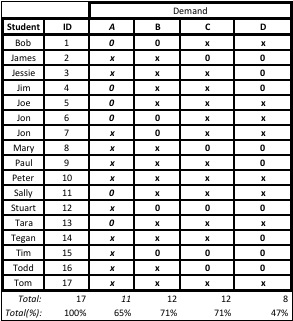 Demand
Student ID A B C D
Bob 1 0 0 x x
James 2 x x 0 0
Jessie 3 x x x 0
Jim 4 0 x x 0
Joe 5 0 x x x
Jon 6 0 0 x x
Jon 7 x 0 x x
Mary 8 x x 0 0
Paul 9 x x x 0
Peter 10 x x x x
Sally 11 0 x x x
Stuart 12 x 0 0 0
Tara 13 0 x x x
Tegan 14 x x x 0
Tim 15 x 0 0 0
Todd 16 x x 0 0
Tom 17 x x x x
Total: 17 11 12 12 8
Total(%): 100% 65% 71% 71% 47%